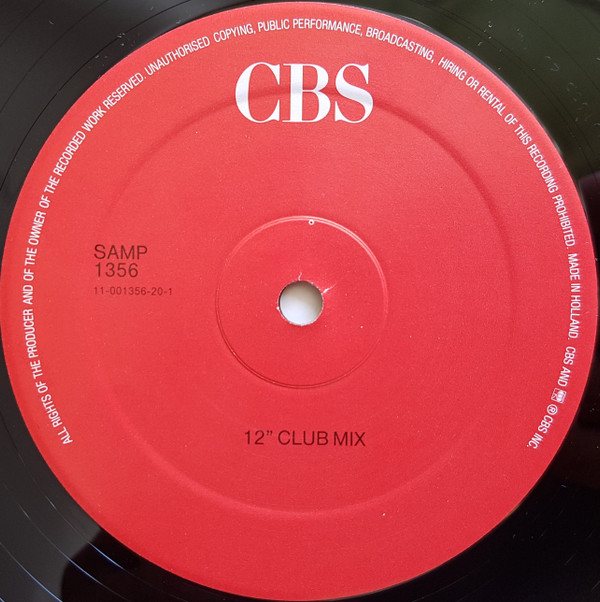 ALL RIGHTS OF THE PRODUCER AND OF THE OWNER OF THE RECORDED WORK RESERVED. UNAUTHORISED COPYING, PUBLIC PERFORMANCE, BROADCASTING, HIRING OR RENTAL OF THIS RECORDING PROHIBITED. MADE IN HOLLAND. CBS AND ℗ CBS INC.
CBS
SAMP
1356
11-001356-20-1
12" CLUB MIX